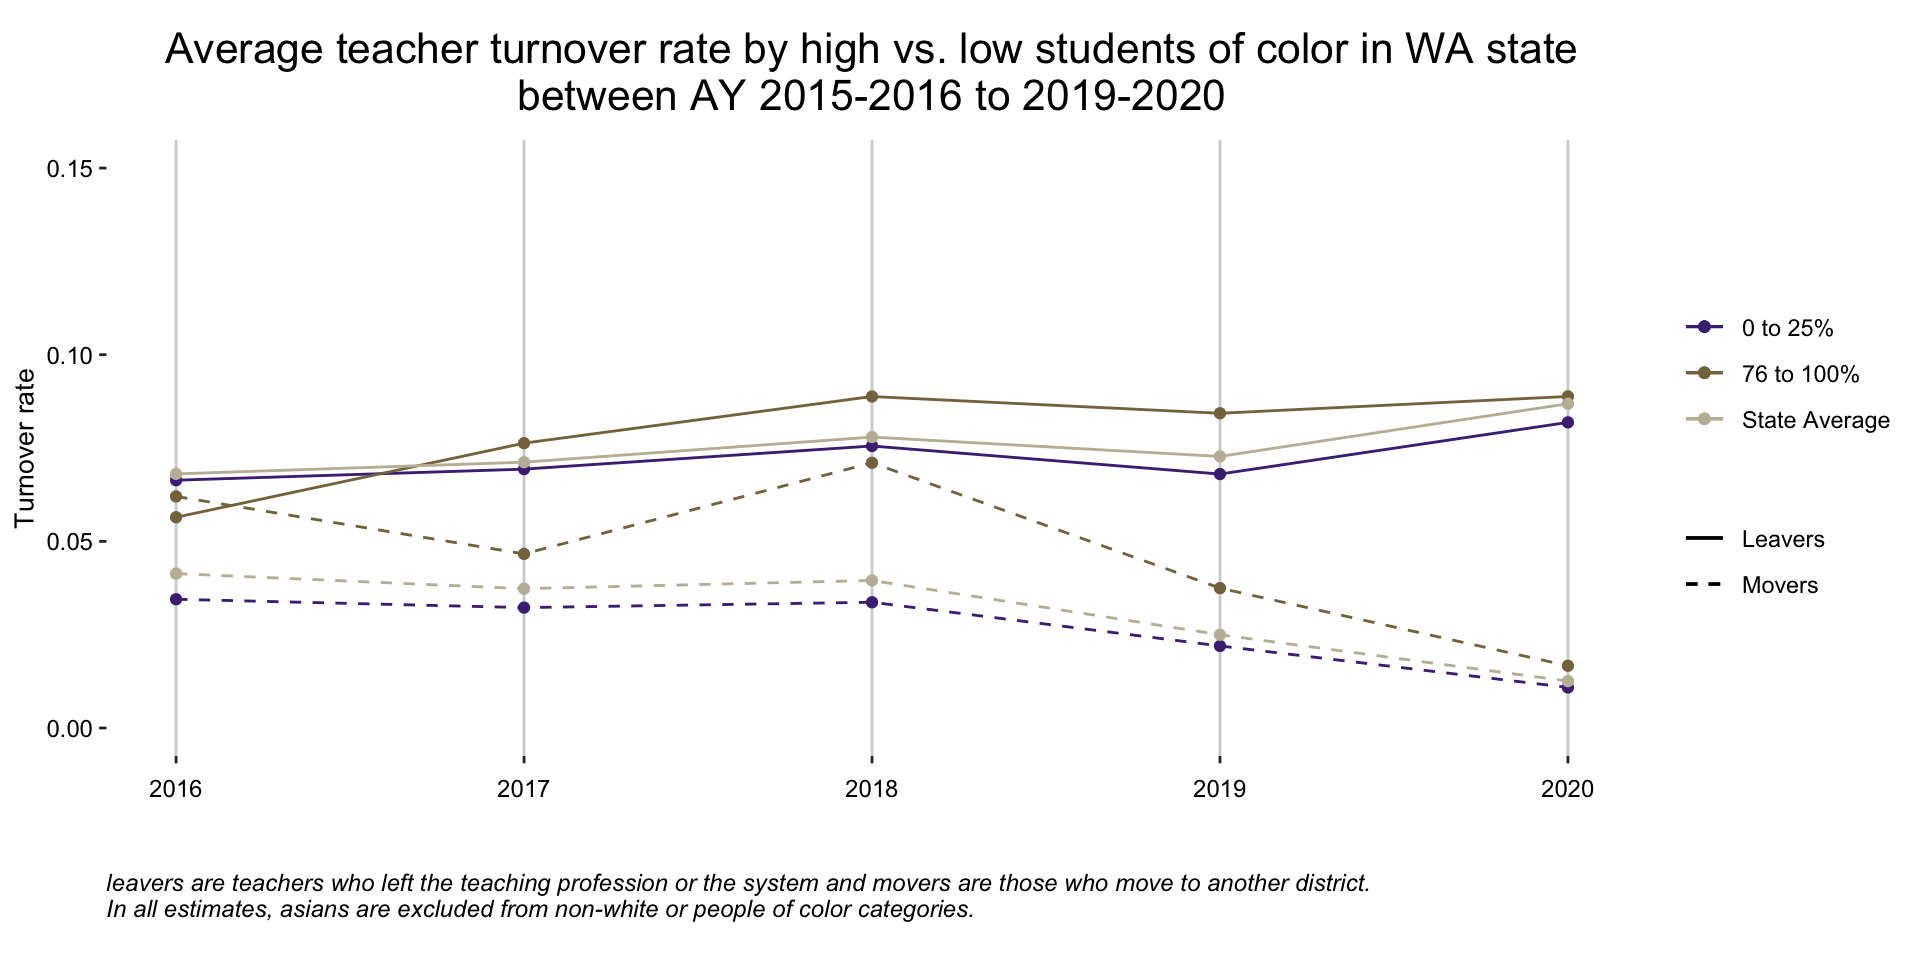 Average teacher turnover rate by high vs. low students of color in WA state
between AY 2015-2016 to 2019-2020
Turnover rate
0.15
0.10
0.05
0.00
2016
2017
2018
2019
2020
0 to 25%
76 to 100%
State Average
Leavers
Movers
leavers are teachers who left the teaching profession or the system and movers are those who move to another district.
In all estimates, asians are excluded from non-white or people of color categories.